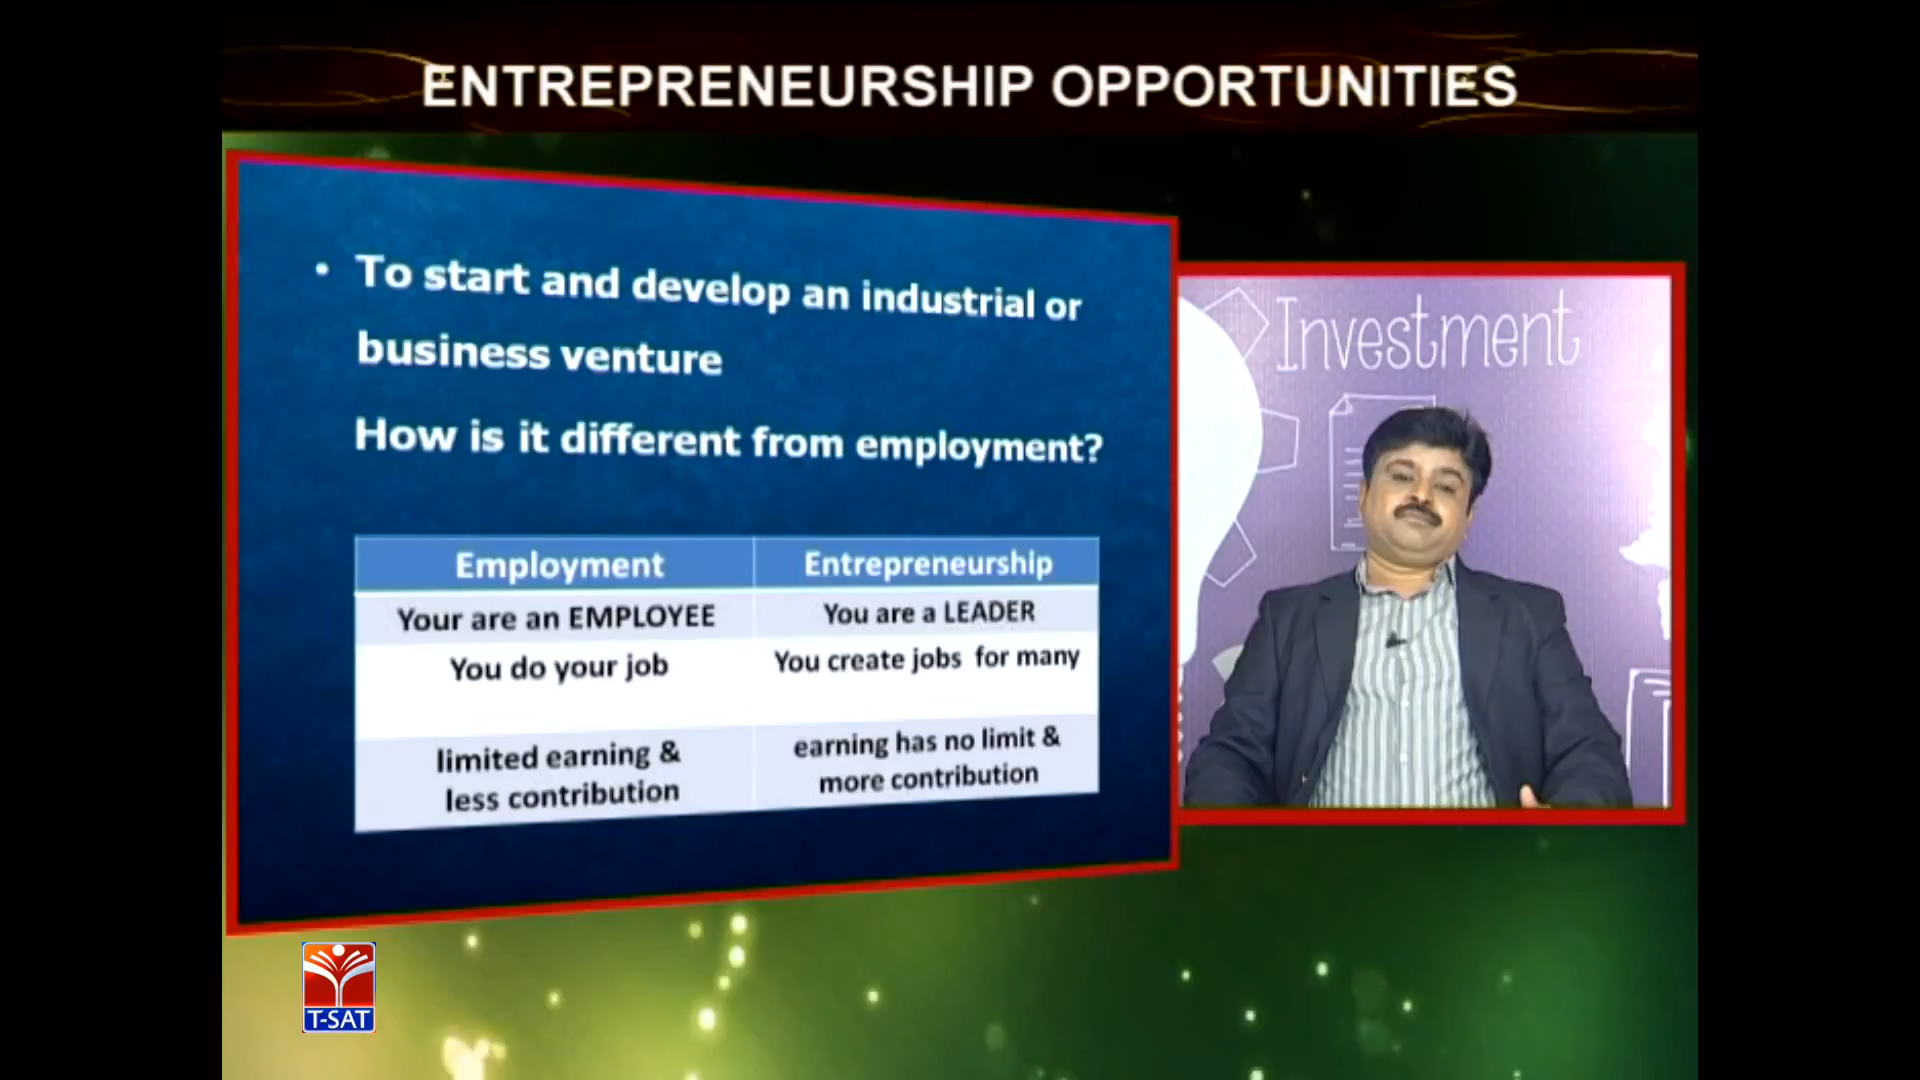 ENTREPRENEURSHIP OPPORTUNITIES
• To start and develop an industrial or
business venture
How is it different from employment?
Employment Entrepreneurship
Your are an EMPLOYEE You are a LEADER
You do your job You create jobs for many
limited earning & earning has no limit &
less contribution more contribution
Investment
T-SAT